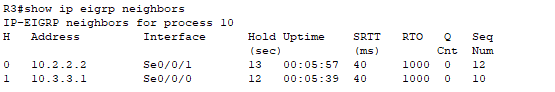 R3#show ip eigrp neighbors
IP-EIGRP neighbors for process 10
H Address Interface Hold Uptime SRTT RTO Q Seq
(sec) (ms) Cnt Num
0 10.2.2.2 Se0/0/1 13 00:05:57 40 1000 0 12
1 10.3.3.1 Se0/0/0 12 00:05:39 40 1000 0 10